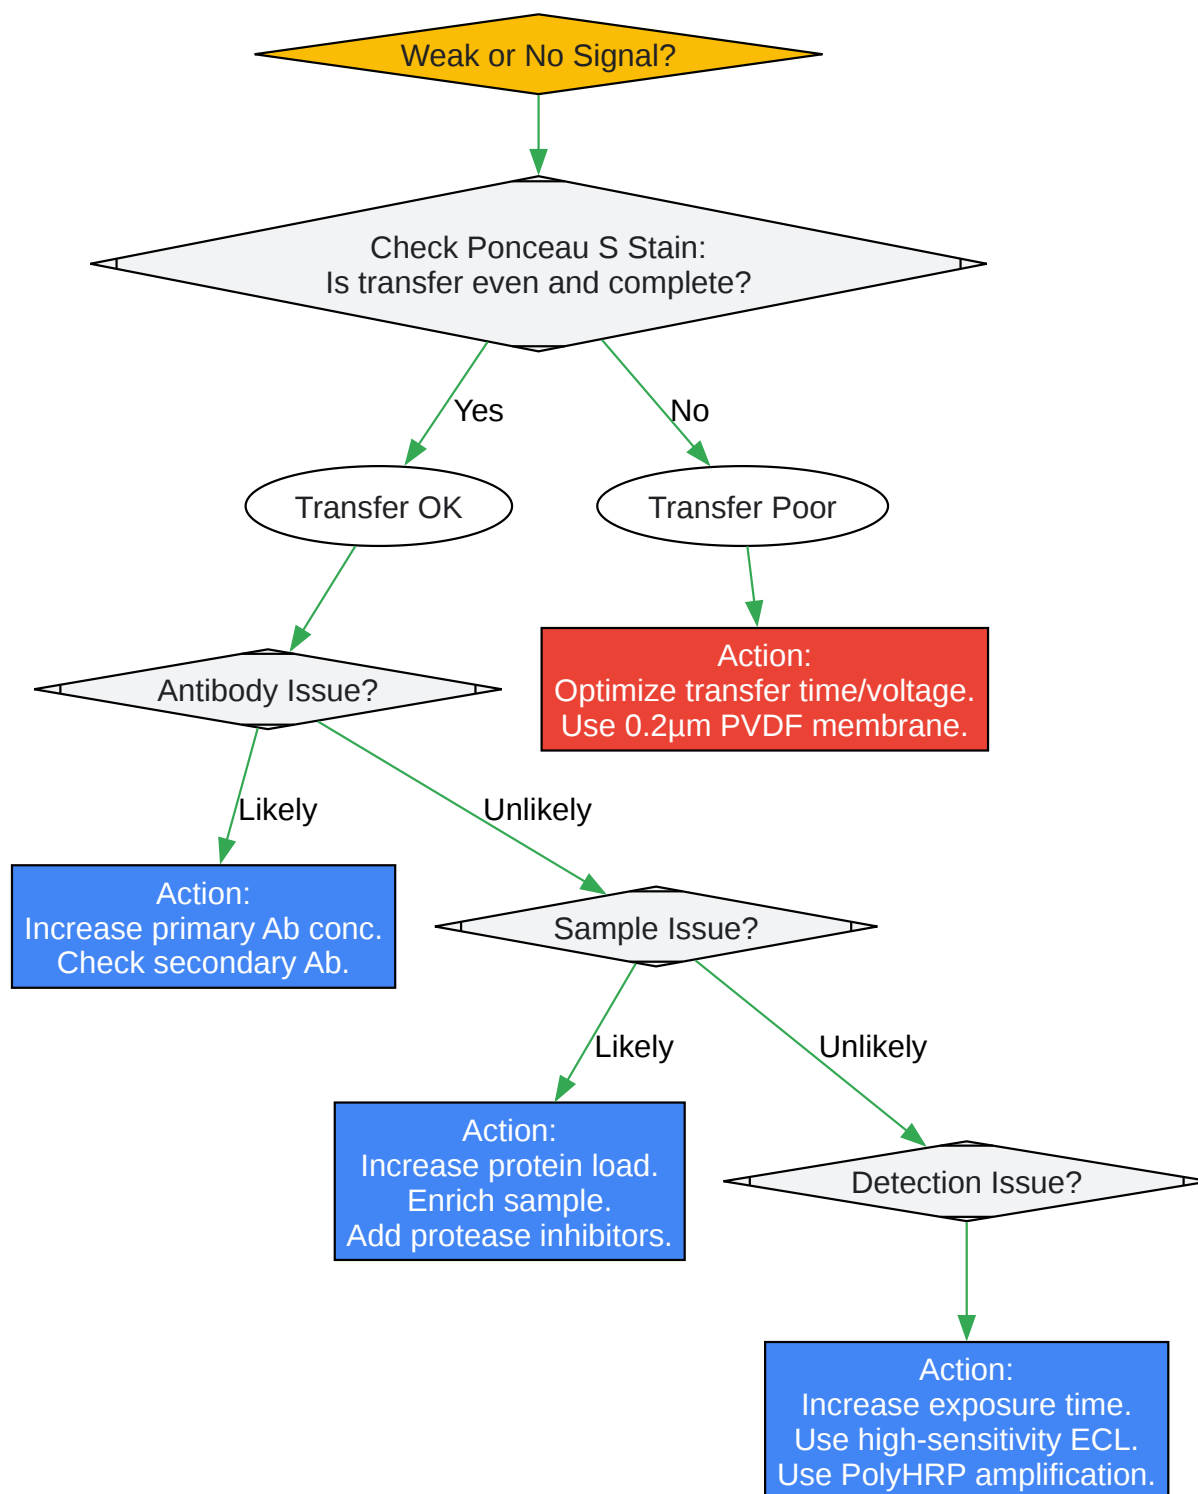 Weak or No Signal?
Check Ponceau S Stain:
Is transfer even and complete?
Yes
No
Transfer OK
Transfer Poor
Action:
Optimize transfer time/voltage.
Use 0.2µm PVDF membrane.
Antibody Issue?
Likely
Unlikely
Action:
Increase primary Ab conc.
Check secondary Ab.
Sample Issue?
Likely
Unlikely
Action:
Increase protein load.
Enrich sample.
Add protease inhibitors.
Detection Issue?
Action:
Increase exposure time.
Use high-sensitivity ECL.
Use PolyHRP amplification.